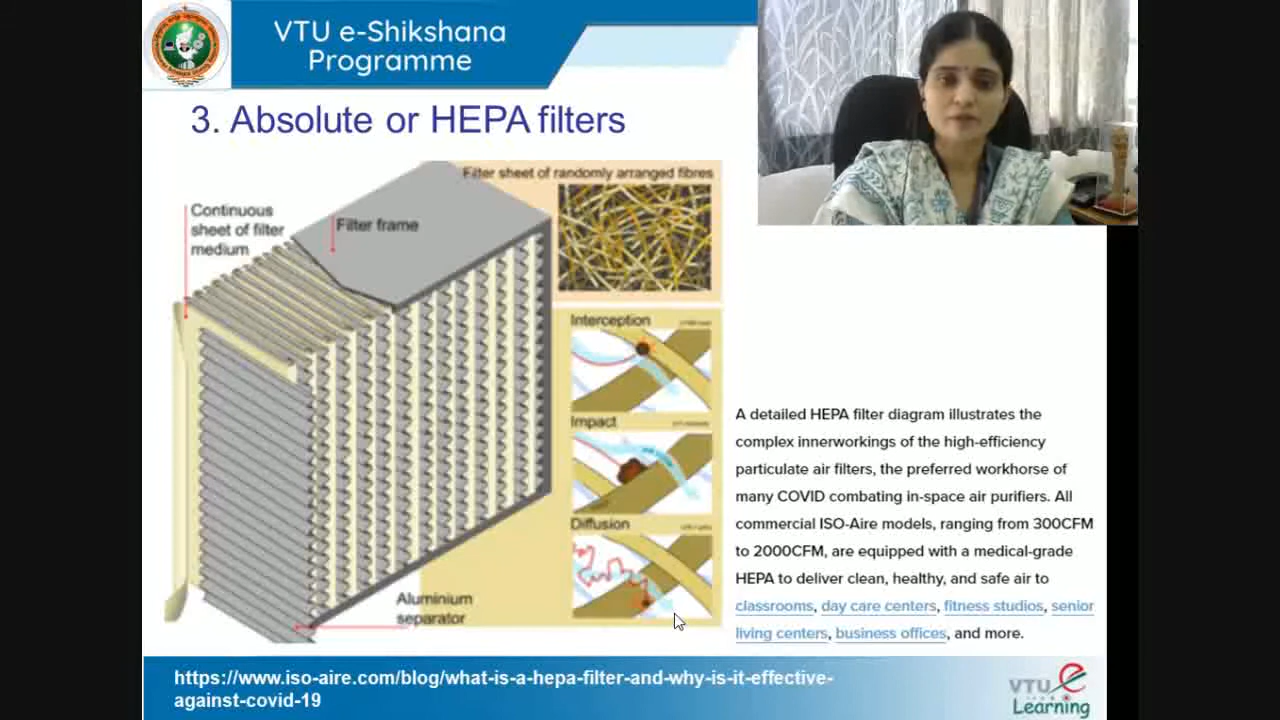 VTU e-Shikshana
Programme
3. Absolute or HEPA filters
Filter sheet of randomly arranged fibres
Continuous
sheet of filter
medium
Filter frame
Interception
Impact
Diffusion
Aluminium
separator
A detailed HEPA filter diagram illustrates the
complex innerworkings of the high-efficiency
particulate air filters, the preferred workhorse of
many COVID combating in-space air purifiers. All
commercial ISO-Aire models, ranging from 300CFM
to 2000CFM, are equipped with a medical-grade
HEPA to deliver clean, healthy, and safe air to
classrooms, day care centers, fitness studios, senior
living centers, business offices, and more.
https://www.iso-aire.com/blog/what-is-a-hepa-filter-and-why-is-it-effective-
against-covid-19
VTU e
Learning